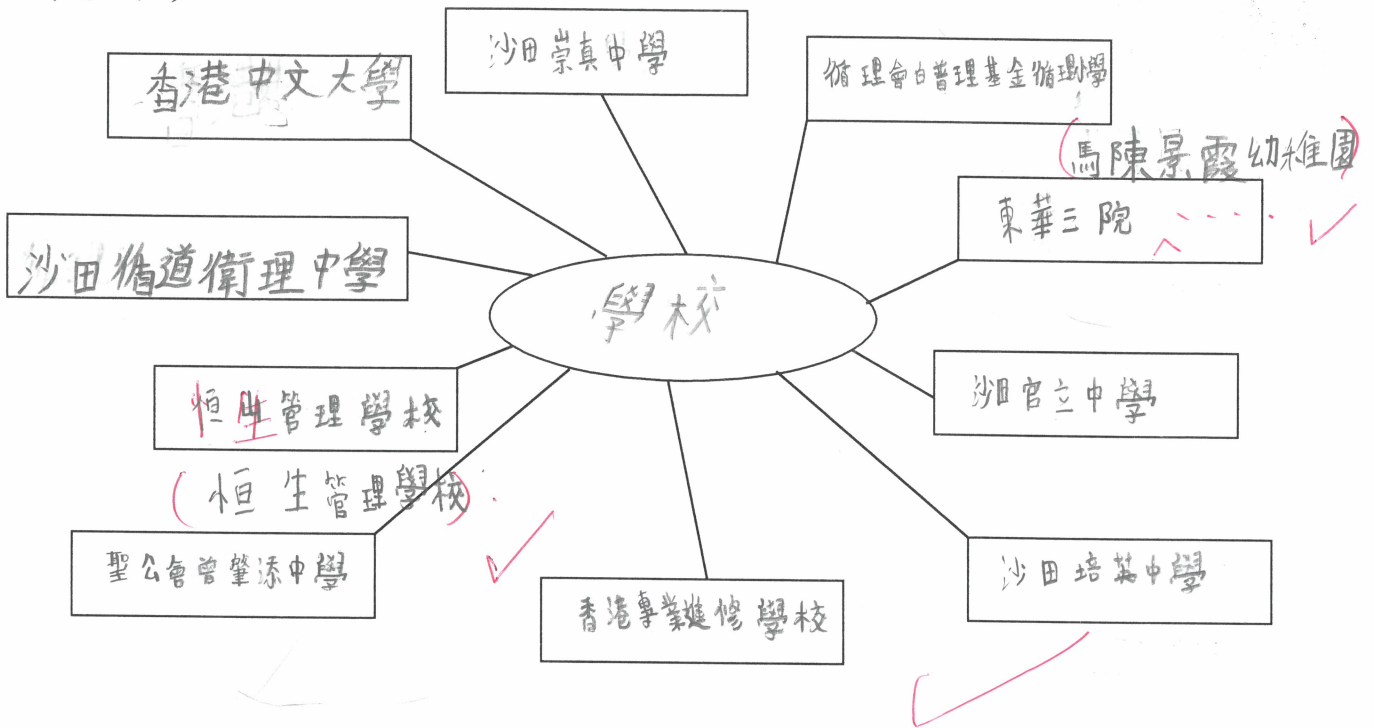 沙田崇真中學
香港中文大學
循理會白普理基金循理小學
(馬陳景霞幼稚園)
東華三院
沙田循道衛理中學
學校
沙田官立中學
恒生管理學校
(恒生管理學校)
聖公會曾肇添中學
香港專業進修學校
沙田培英中學